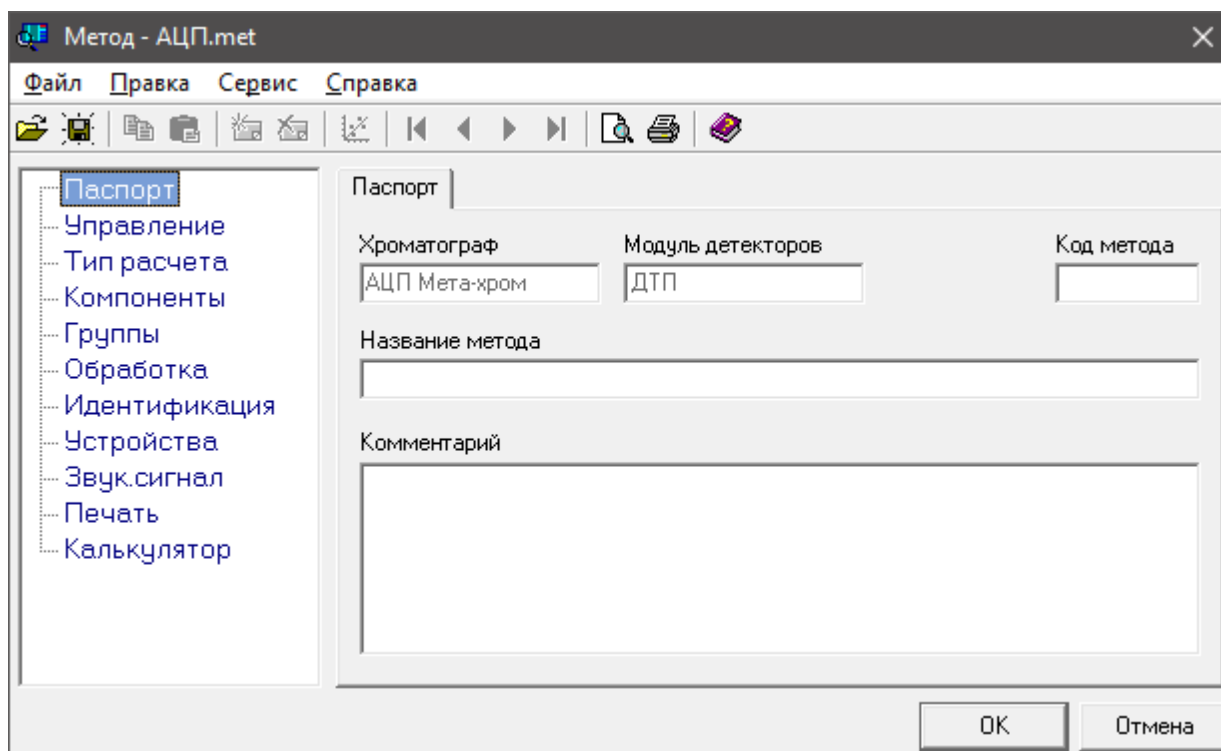 Метод - АЦП.met
Файл Правка Сервис Справка
Паспорт
Управление
Тип расчета
Компоненты
Группы
Обработка
Идентификация
Устройства
Звук.сигнал
Печать
Калькулятор
Паспорт
Хроматограф Модуль детекторов Код метода
АЦП Мета-хром ДТП
Название метода
Комментарий
OK Отмена